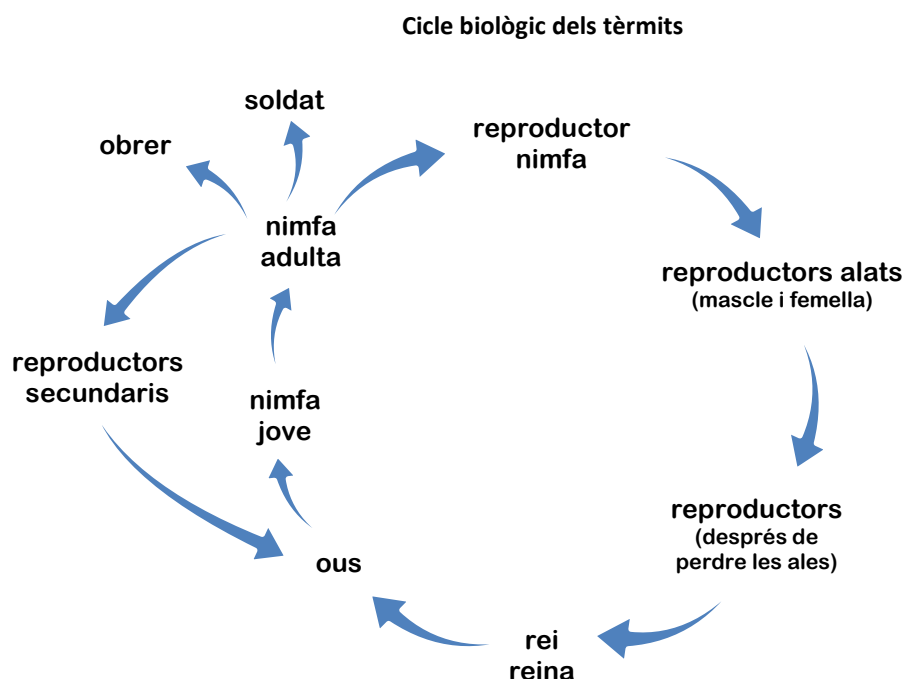 Cicle biològic dels tèrmits
soldat
obrer
reproductor
nimfa
nimfa
adulta
reproductors alats
(mascle i femella)
reproductors
secundaris
nimfa
jove
reproductors
(després de
perdre les ales)
ous
rei
reina